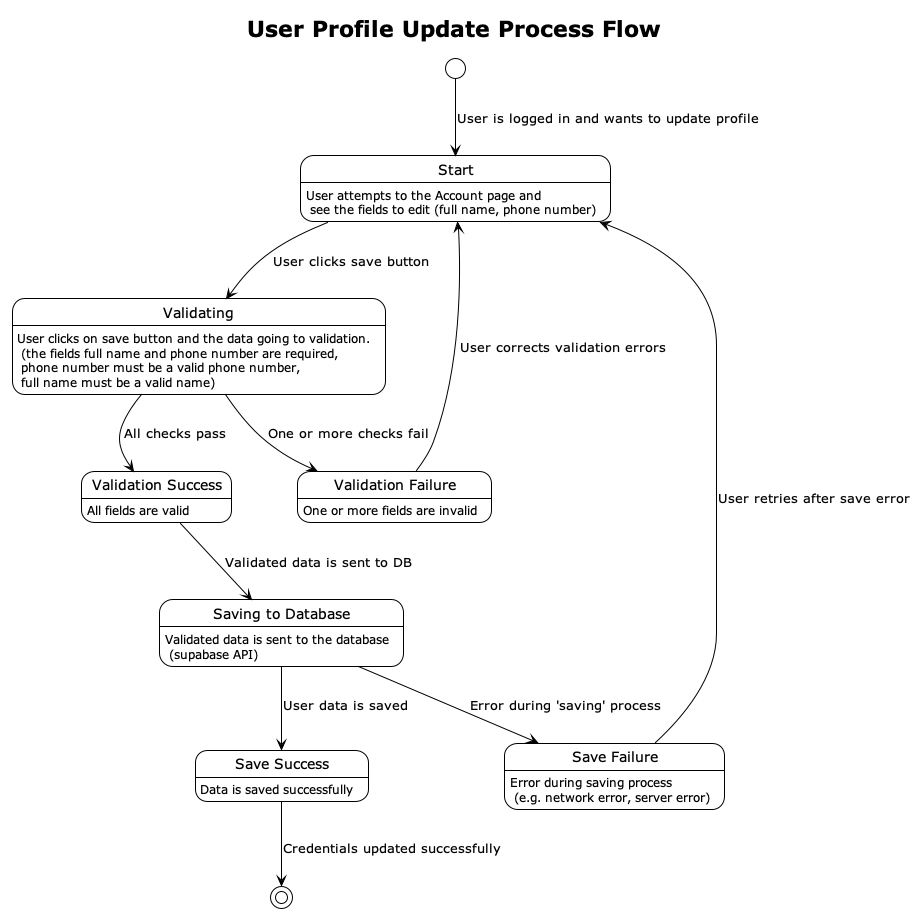 User Profile Update Process Flow
User is logged in and wants to update profile
Start
User attempts to the Account page and
see the fields to edit (full name, phone number)
User clicks save button
Validating
User clicks on save button and the data going to validation.
(the fields full name and phone number are required,
phone number must be a valid phone number,
full name must be a valid name)
User corrects validation errors
All checks pass
One or more checks fail
Validation Success
All fields are valid
Validation Failure
One or more fields are invalid
User retries after save error
Validated data is sent to DB
Saving to Database
Validated data is sent to the database
(supabase API)
User data is saved
Error during 'saving' process
Save Success
Data is saved successfully
Save Failure
Error during saving process
(e.g. network error, server error)
Credentials updated successfully